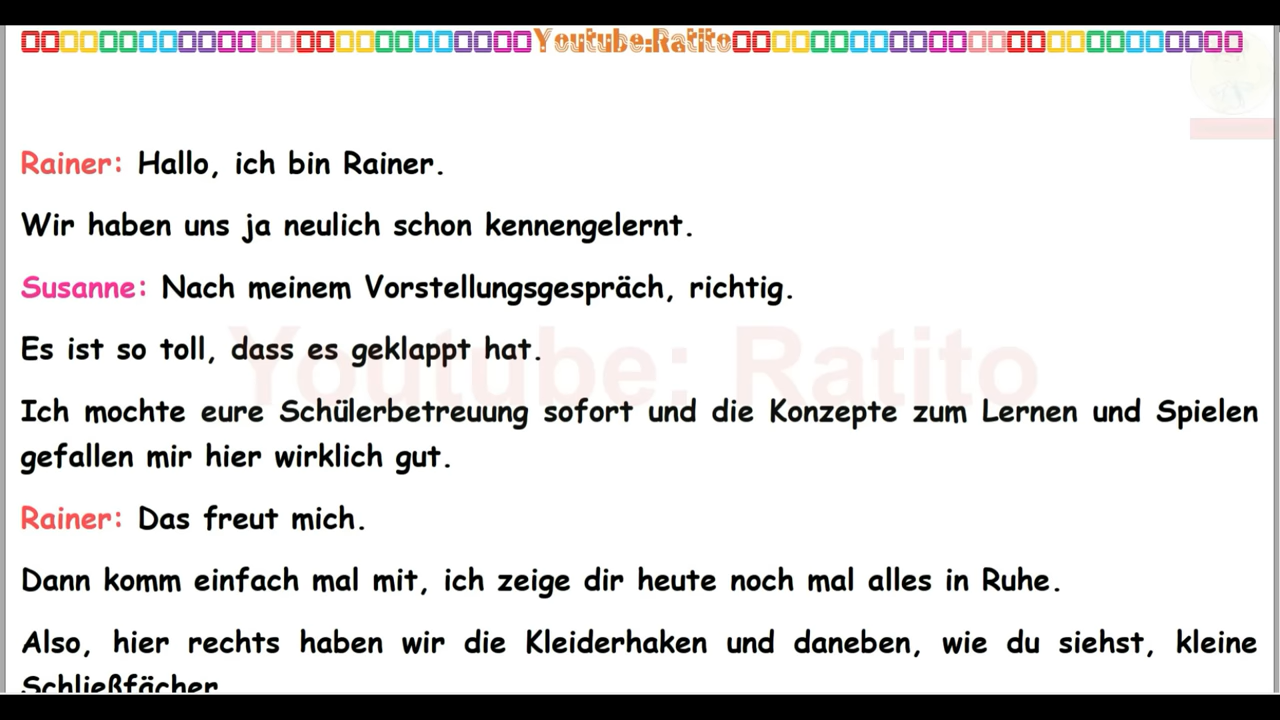 Youtube:Ratito
Rainer: Hallo, ich bin Rainer.
Wir haben uns ja neulich schon kennengelernt.
Susanne: Nach meinem Vorstellungsgespräch, richtig.
Es ist so toll, dass es geklappt hat.
Youtube: Ratito
Ich mochte eure Schülerbetreuung sofort und die Konzepte zum Lernen und Spielen
gefallen mir hier wirklich gut.
Rainer: Das freut mich.
Dann komm einfach mal mit, ich zeige dir heute noch mal alles in Ruhe.
Also, hier rechts haben wir die Kleiderhaken und daneben, wie du siehst, kleine
Schließfächer